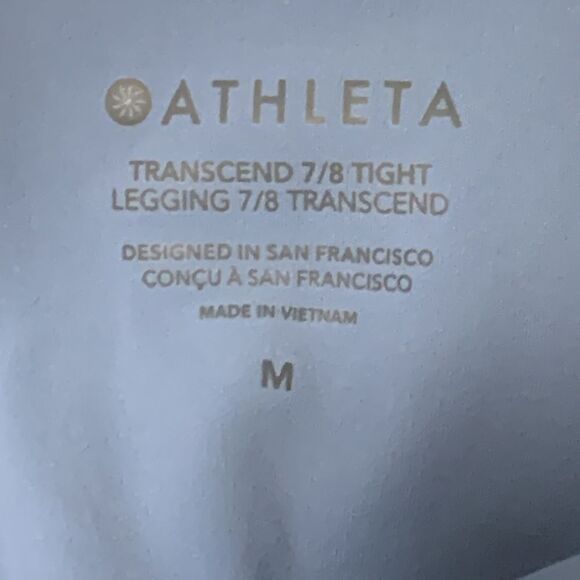 ATHLETA
TRANSCEND 7/8 TIGHT
LEGGING 7/8 TRANSCEND
DESIGNED IN SAN FRANCISCO
CONÇU À SAN FRANCISCO
MADE IN VIETNAM
M